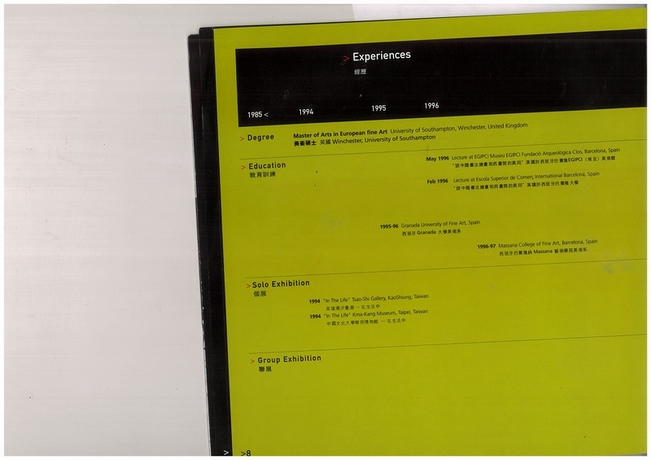 > Experiences
經歷
1985 < 1994 1995 1996
> Degree Master of Arts in European fine Art University of Southampton, Winchester, United Kingdom
美術碩士 英國 Winchester, University of Southampton
> Education
教育訓練
May 1996 Lecture at EGIPCI Museu EGIPCI Fundació Arqueològica Clos, Barcelona, Spain
Feb 1996 Lecture at Escola Superior de Comerç International Barcelona, Spain
1995-96 Granada University of Fine Art, Spain
西班牙 Granada 大學美術系
1996-97 Massana College of Fine Art, Barcelona, Spain
西班牙巴塞隆納 Massana 藝術學院美術系
> Solo Exhibition
個展
1994 "In The Life" Tsao-Shi Gallery, KaoShiung, Taiwan
1994 "In The Life" Kma-Kang Museum, Taipei, Taiwan
> Group Exhibition
聯展
> >8